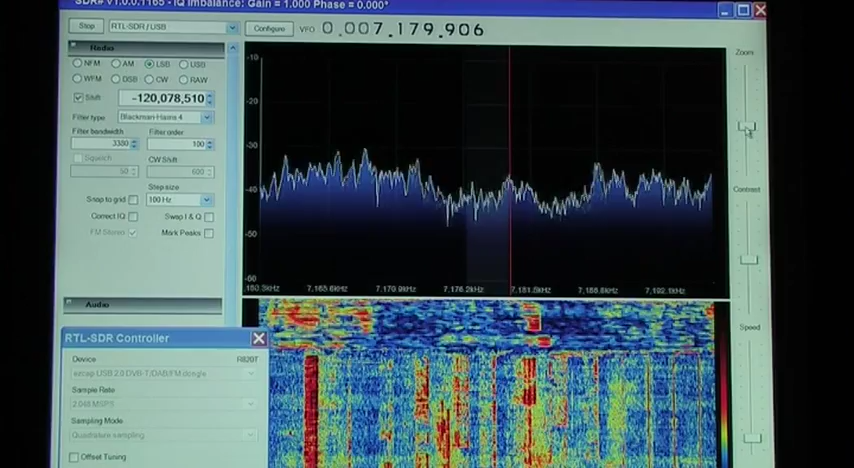 SDR# v1.0.0.1165 - IQ Imbalance: Gain = 1.000 Phase = 0.000°
Stop RTL-SDR / USB Configure VFO 0.007.179.906
Radio
NFM AM LSB USB
WFM DSB CW RAW
Shift -120,078,510
Filter type Blackman-Harris 4
Filter bandwidth Filter order
3380 100
Squelch CW Shift
50 600
Snap to grid Step size
100 Hz
Correct IQ Swap I & Q
FM Stereo Mark Peaks
Audio
-10
-20
-30
-40
-50
-60
7,165.6kHz 7,170.9kHz 7,176.2kHz 7,181.5kHz 7,186.8kHz 7,192.1kHz
Zoom
Contrast
Speed
RTL-SDR Controller
Device R820T
ezcap USB 2.0 DVB-T/DAB/FM dongle
Sample Rate
2.048 MSPS
Sampling Mode
Quadrature sampling
Offset Tuning